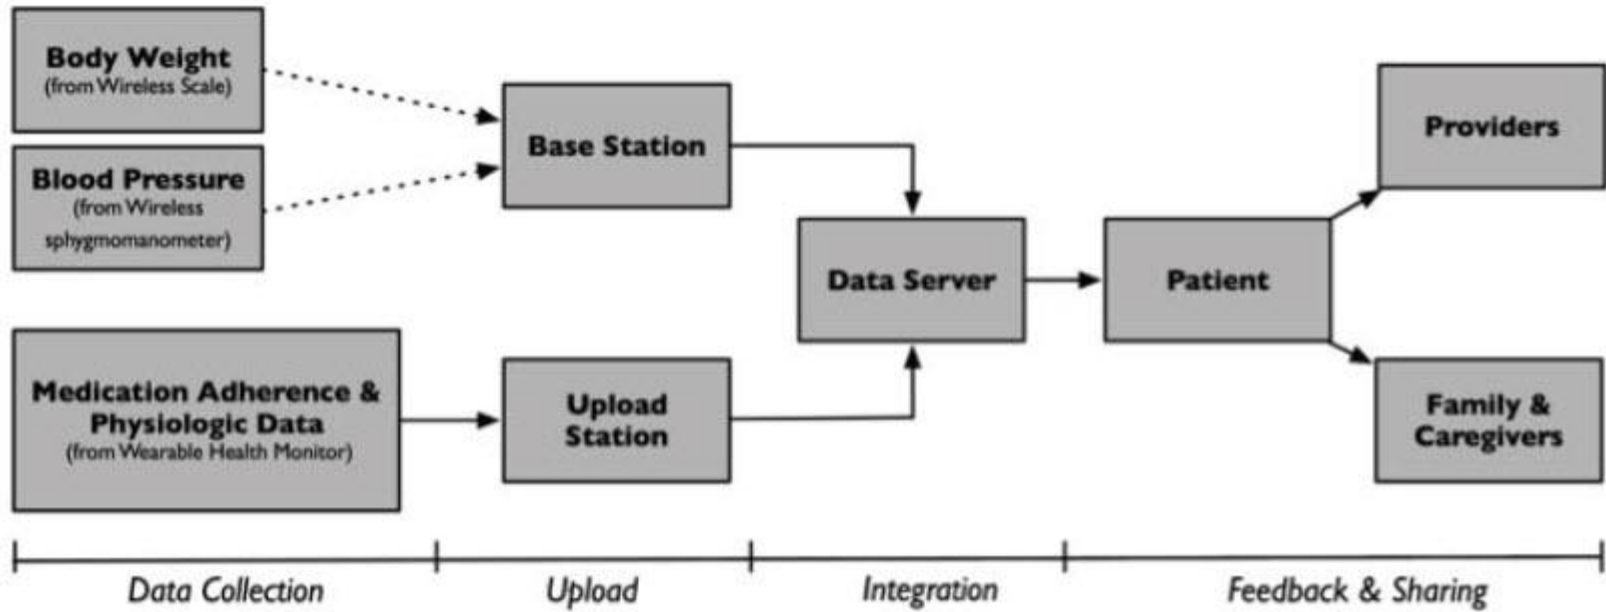 Body Weight
(from Wireless Scale)
Blood Pressure
(from Wireless
sphygmomanometer)
Medication Adherence &
Physiologic Data
(from Wearable Health Monitor)
Base Station
Upload
Station
Data Server
Patient
Providers
Family &
Caregivers
Data Collection
Upload
Integration
Feedback & Sharing